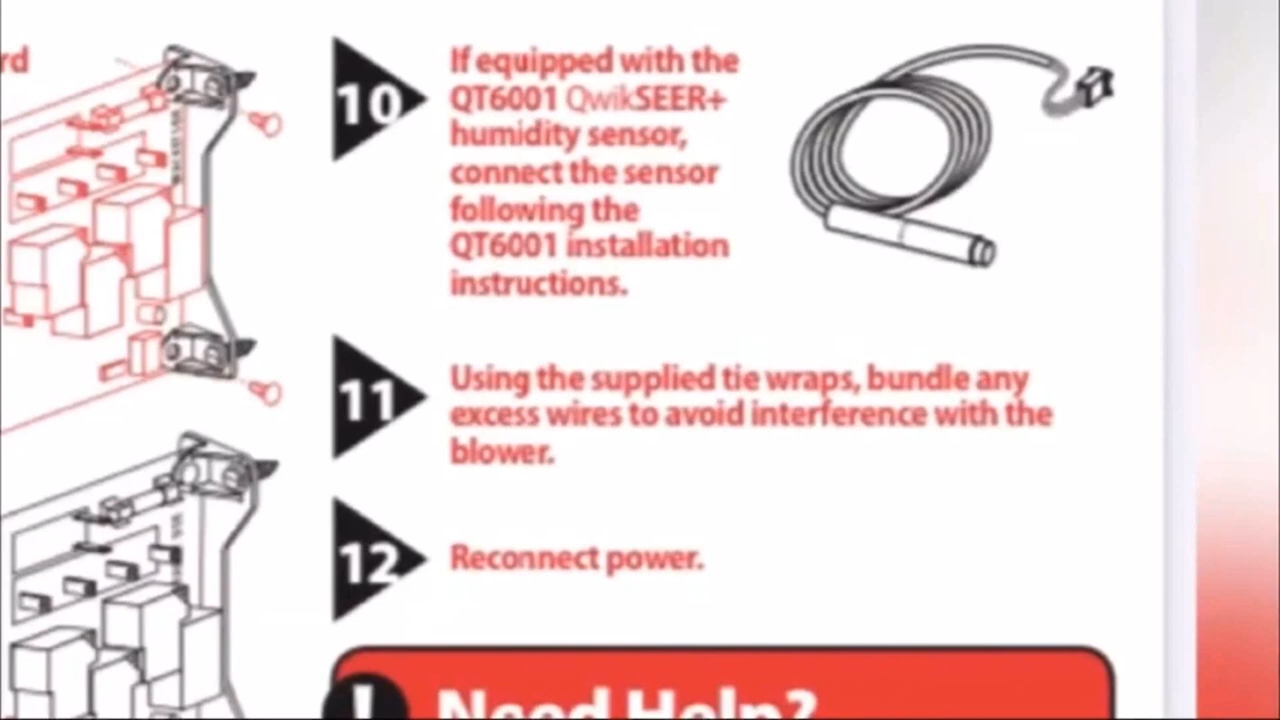 rd
10
If equipped with the
QT6001 QwikSEER+
humidity sensor,
connect the sensor
following the
QT6001 installation
instructions.
11
Using the supplied tie wraps, bundle any
excess wires to avoid interference with the
blower.
12
Reconnect power.
! Need Help?